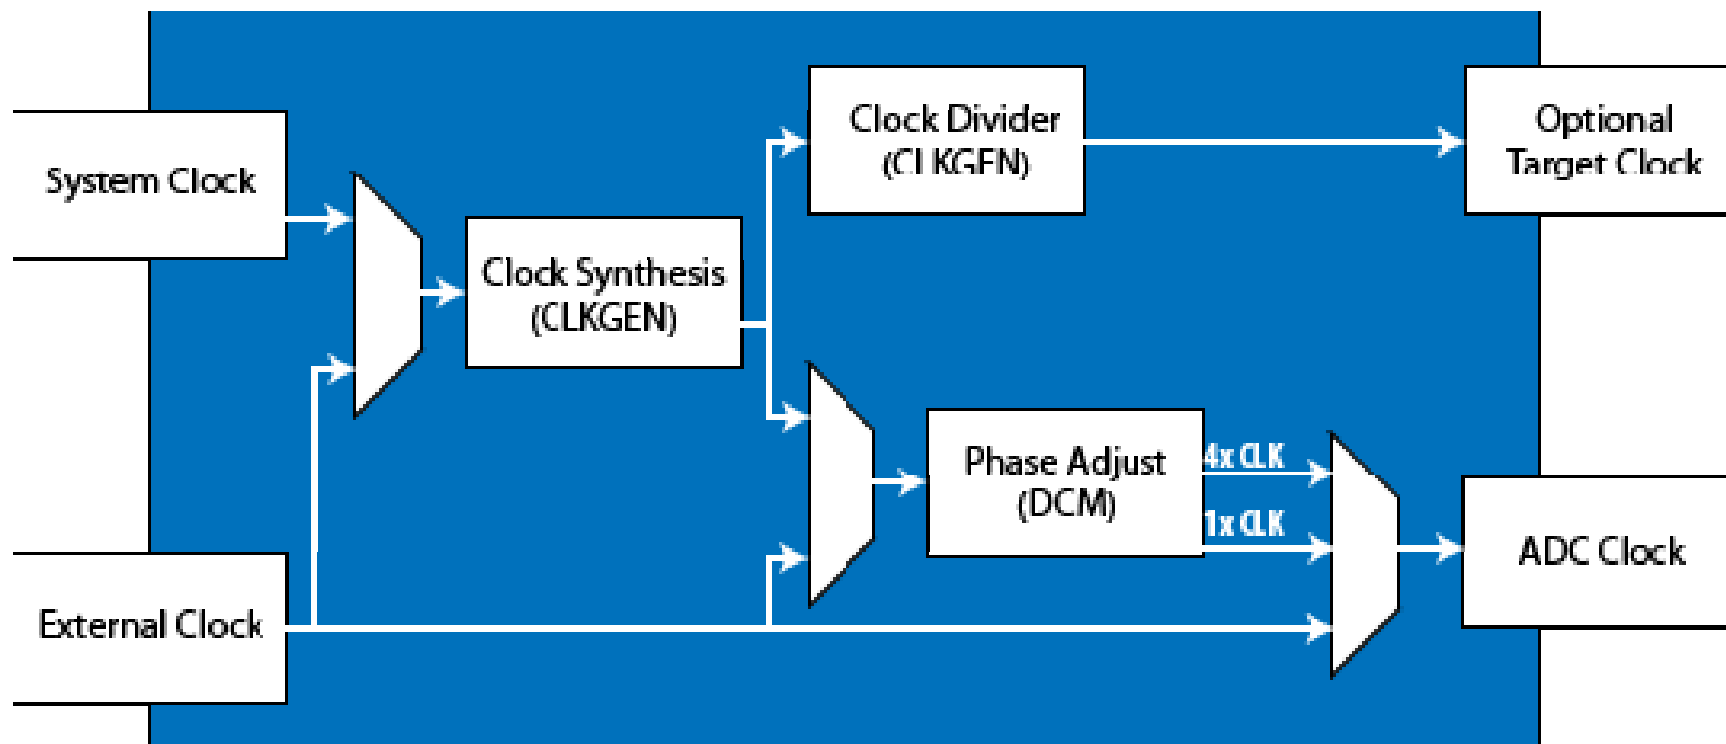 System Clock
Clock Synthesis
(CLKGEN)
Clock Divider
(CLKGEN)
Optional
Target Clock
Phase Adjust
(DCM)
4x CLK
1x CLK
ADC Clock
External Clock